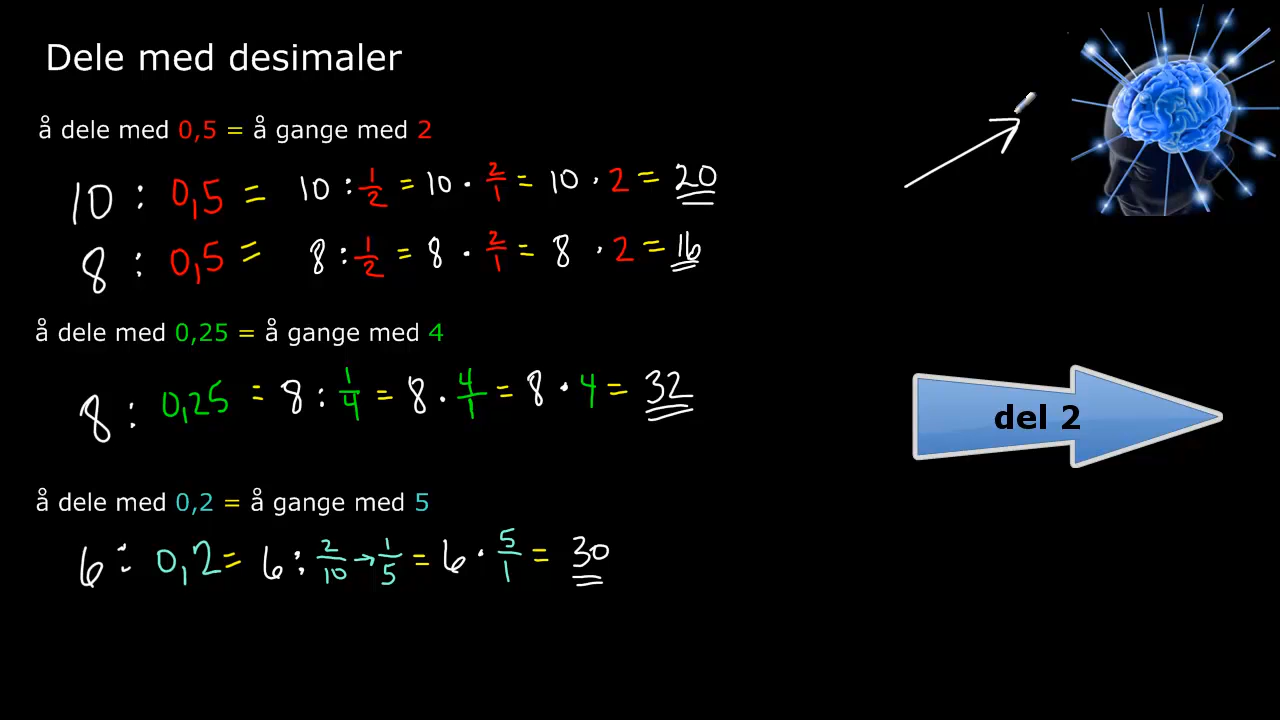 Dele med desimaler
å dele med 0,5 = å gange med 2
10 : 0,5 = 10 : 1/2 = 10 · 2/1 = 10 · 2 = 20
8 : 0,5 = 8 : 1/2 = 8 · 2/1 = 8 · 2 = 16
å dele med 0,25 = å gange med 4
8 : 0,25 = 8 : 1/4 = 8 · 4/1 = 8 · 4 = 32
del 2
å dele med 0,2 = å gange med 5
6 : 0,2 = 6 : 2/10 → 1/5 = 6 · 5/1 = 30